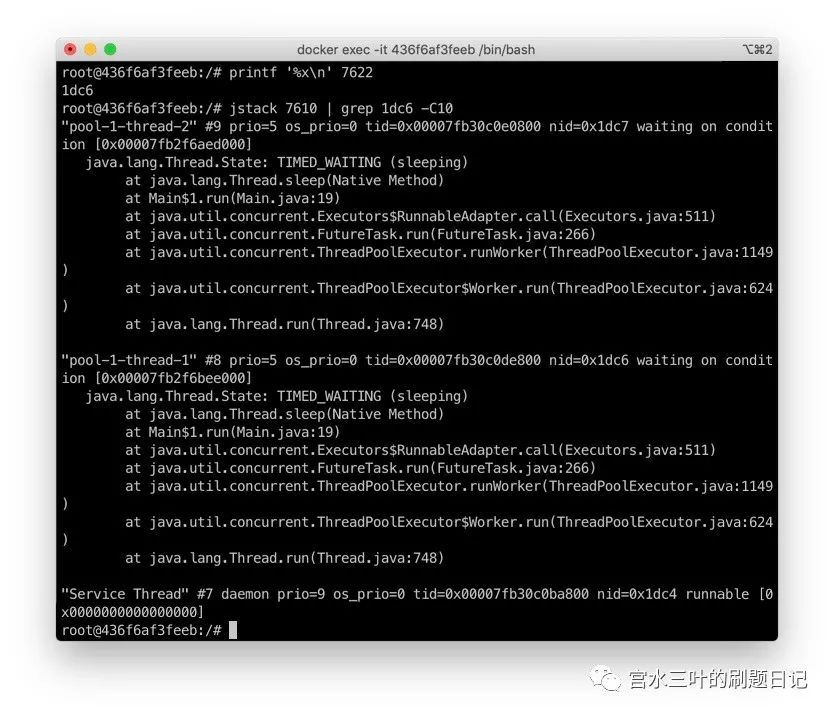 docker exec -it 436f6af3feeb /bin/bash
⌥⌘2
root@436f6af3feeb:/# printf '%x\n' 7622
1dc6
root@436f6af3feeb:/# jstack 7610 | grep 1dc6 -C10
"pool-1-thread-2" #9 prio=5 os_prio=0 tid=0x00007fb30c0e0800 nid=0x1dc7 waiting on condit
ion [0x00007fb2f6aed000]
   java.lang.Thread.State: TIMED_WAITING (sleeping)
        at java.lang.Thread.sleep(Native Method)
        at Main$1.run(Main.java:19)
        at java.util.concurrent.Executors$RunnableAdapter.call(Executors.java:511)
        at java.util.concurrent.FutureTask.run(FutureTask.java:266)
        at java.util.concurrent.ThreadPoolExecutor.runWorker(ThreadPoolExecutor.java:1149
)
        at java.util.concurrent.ThreadPoolExecutor$Worker.run(ThreadPoolExecutor.java:624
)
        at java.lang.Thread.run(Thread.java:748)

"pool-1-thread-1" #8 prio=5 os_prio=0 tid=0x00007fb30c0de800 nid=0x1dc6 waiting on condit
ion [0x00007fb2f6bee000]
   java.lang.Thread.State: TIMED_WAITING (sleeping)
        at java.lang.Thread.sleep(Native Method)
        at Main$1.run(Main.java:19)
        at java.util.concurrent.Executors$RunnableAdapter.call(Executors.java:511)
        at java.util.concurrent.FutureTask.run(FutureTask.java:266)
        at java.util.concurrent.ThreadPoolExecutor.runWorker(ThreadPoolExecutor.java:1149
)
        at java.util.concurrent.ThreadPoolExecutor$Worker.run(ThreadPoolExecutor.java:624
)
        at java.lang.Thread.run(Thread.java:748)

"Service Thread" #7 daemon prio=9 os_prio=0 tid=0x00007fb30c0ba800 nid=0x1dc4 runnable [0
x0000000000000000]
root@436f6af3feeb:/#
宫水三叶的刷题日记